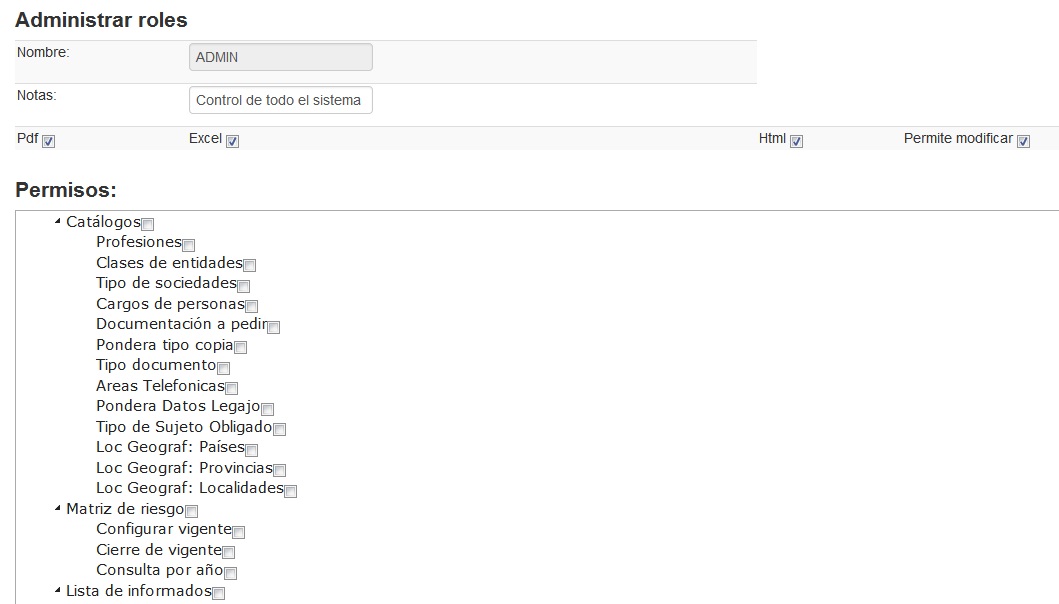 Administrar roles
Nombre: ADMIN
Notas: Control de todo el sistema
Pdf Excel Html Permite modificar
Permisos:
Catálogos
Profesiones
Clases de entidades
Tipo de sociedades
Cargos de personas
Documentación a pedir
Pondera tipo copia
Tipo documento
Areas Telefonicas
Pondera Datos Legajo
Tipo de Sujeto Obligado
Loc Geograf: Países
Loc Geograf: Provincias
Loc Geograf: Localidades
Matriz de riesgo
Configurar vigente
Cierre de vigente
Consulta por año
Lista de informados